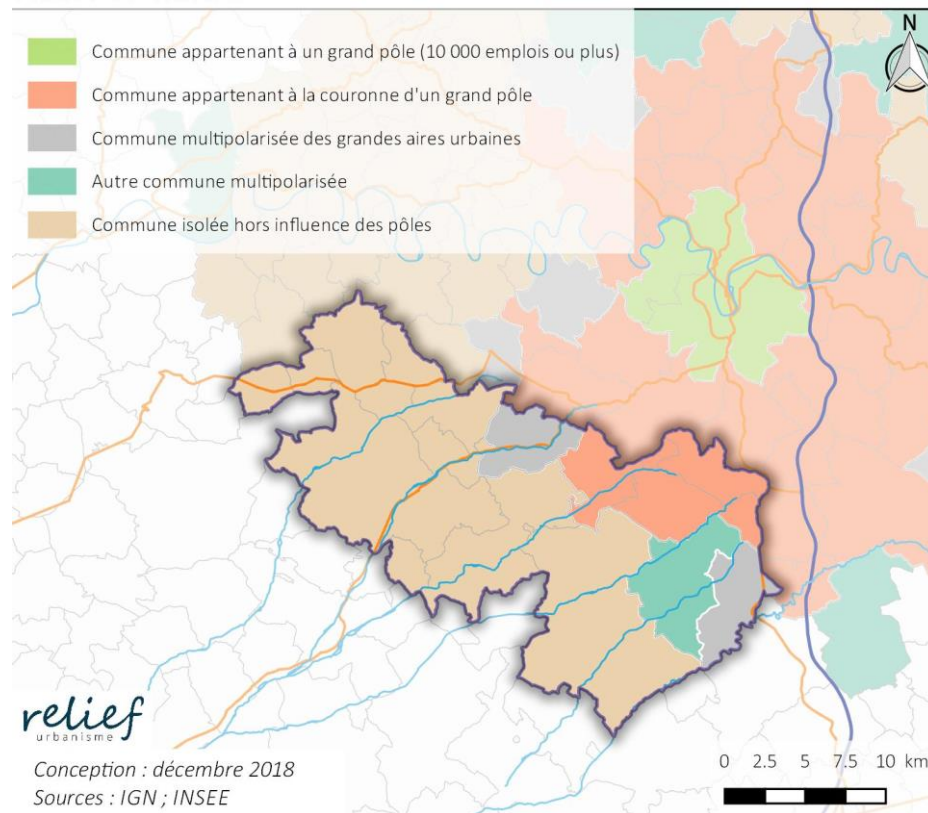 N
Commune appartenant à un grand pôle (10 000 emplois ou plus)
Commune appartenant à la couronne d'un grand pôle
Commune multipolarisée des grandes aires urbaines
Autre commune multipolarisée
Commune isolée hors influence des pôles
relief
urbanisme
Conception : décembre 2018
Sources : IGN ; INSEE
0 2.5 5 7.5 10 km